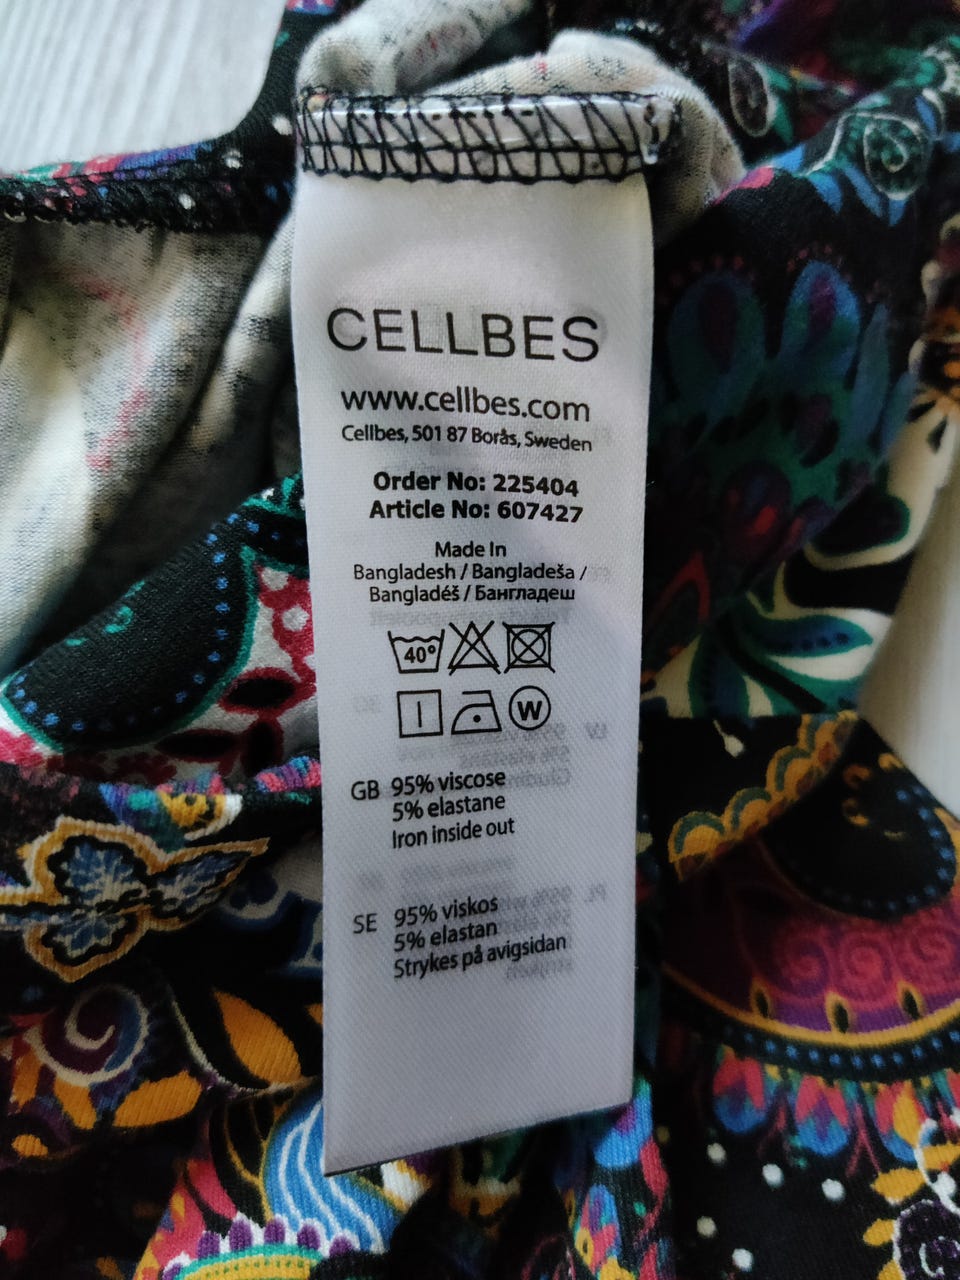 CELLBES
www.cellbes.com
Cellbes, 501 87 Borås, Sweden
Order No: 225404
Article No: 607427
Made In
Bangladesh / Bangladeša /
Bangladéš / Бангладеш
40°
W
GB 95% viscose
5% elastane
Iron inside out
SE 95% viskos
5% elastan
Strykes på avigsidan